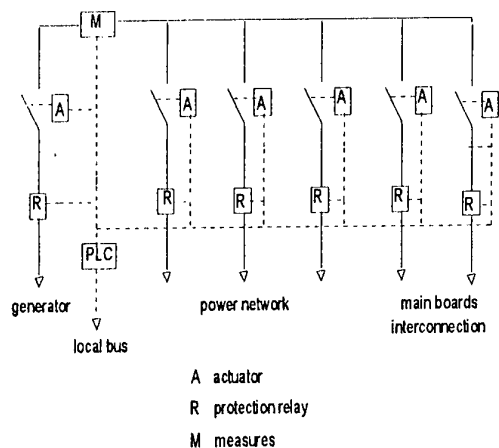 M
A A A A A A
R R R R R R
PLC
generator power network main boards
interconnection
local bus
A actuator
R protection relay
M measures